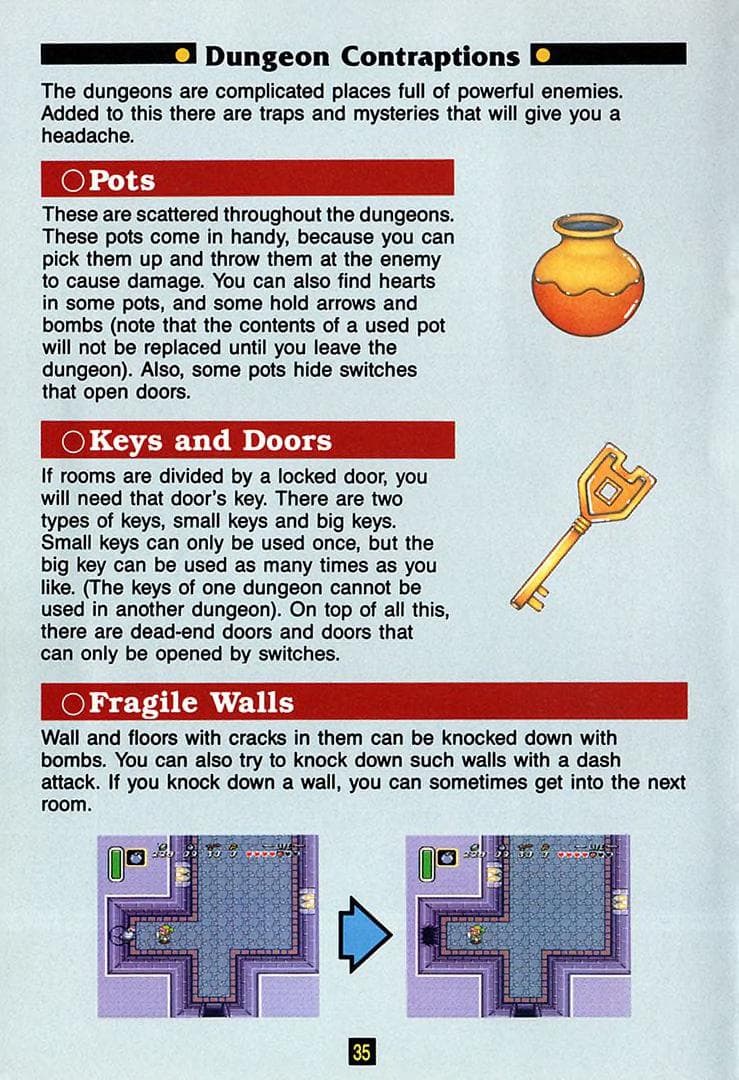 Dungeon Contraptions
The dungeons are complicated places full of powerful enemies.
Added to this there are traps and mysteries that will give you a
headache.
Pots
These are scattered throughout the dungeons.
These pots come in handy, because you can
pick them up and throw them at the enemy
to cause damage. You can also find hearts
in some pots, and some hold arrows and
bombs (note that the contents of a used pot
will not be replaced until you leave the
dungeon). Also, some pots hide switches
that open doors.
Keys and Doors
If rooms are divided by a locked door, you
will need that door's key. There are two
types of keys, small keys and big keys.
Small keys can only be used once, but the
big key can be used as many times as you
like. (The keys of one dungeon cannot be
used in another dungeon). On top of all this,
there are dead-end doors and doors that
can only be opened by switches.
Fragile Walls
Wall and floors with cracks in them can be knocked down with
bombs. You can also try to knock down such walls with a dash
attack. If you knock down a wall, you can sometimes get into the next
room.
35